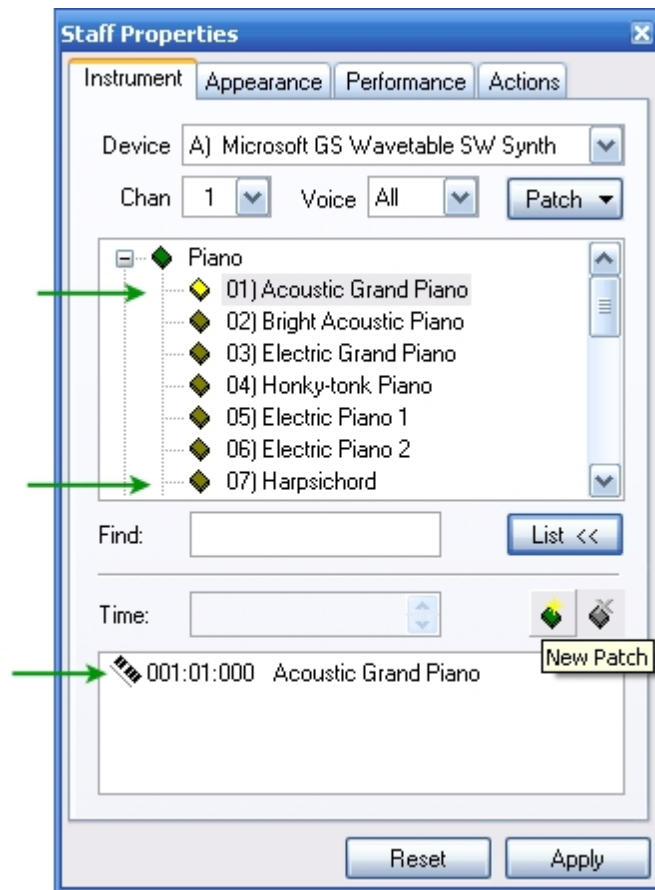 Staff Properties
Instrument Appearance Performance Actions
Device A) Microsoft GS Wavetable SW Synth
Chan 1 Voice All Patch
Piano
01) Acoustic Grand Piano
02) Bright Acoustic Piano
03) Electric Grand Piano
04) Honky-tonk Piano
05) Electric Piano 1
06) Electric Piano 2
07) Harpsichord
Find: List <<
Time:
New Patch
001:01:000 Acoustic Grand Piano
Reset Apply